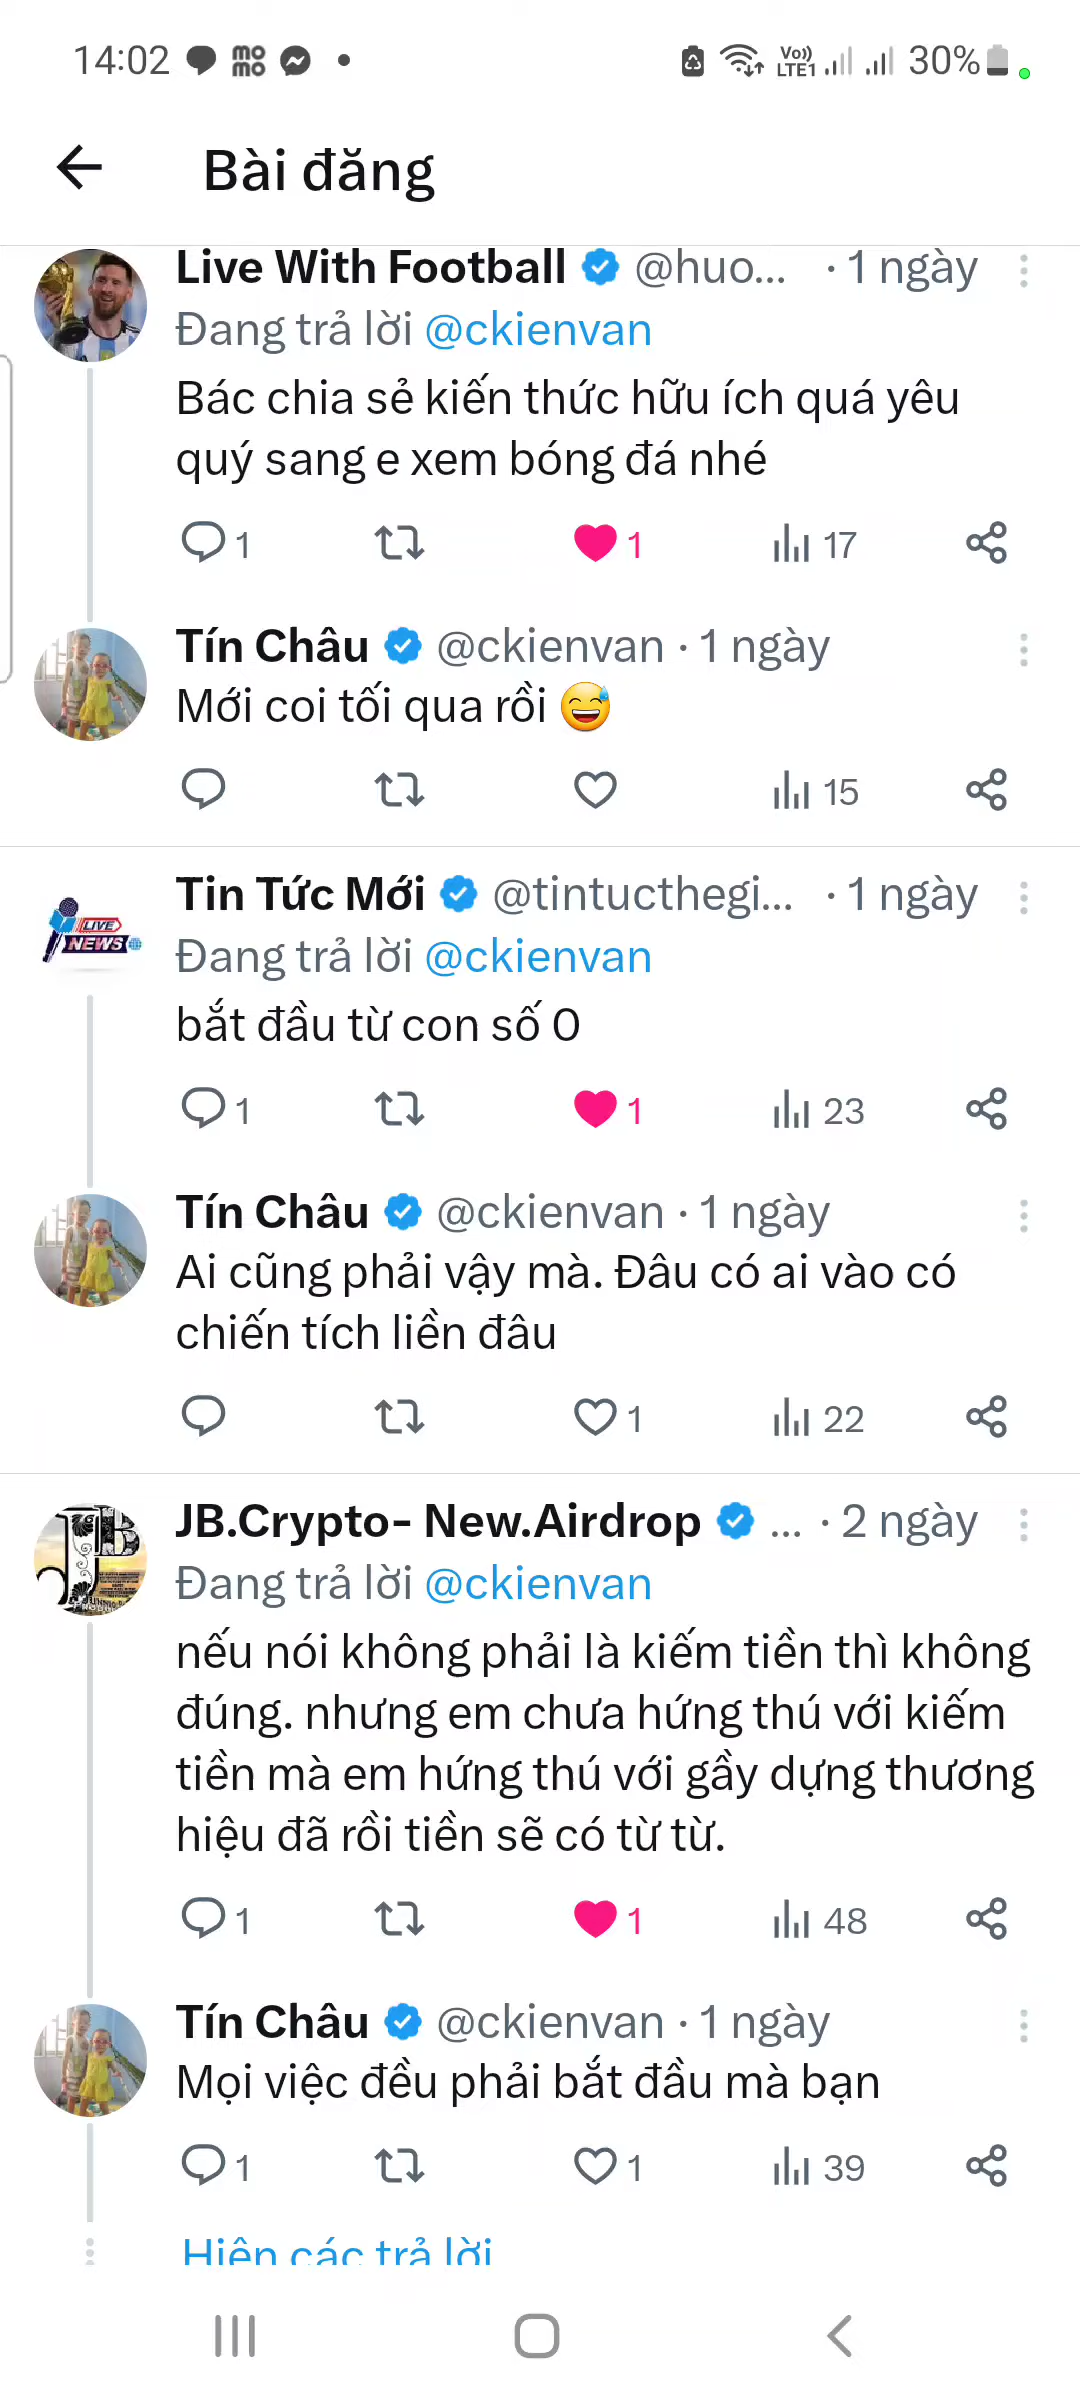 14:02 mo mo Vo)) LTE1 30%
Bài đăng
Live With Football @huo... · 1 ngày
Đang trả lời @ckienvan
Bác chia sẻ kiến thức hữu ích quá yêu
quý sang e xem bóng đá nhé
1 1 17
Tín Châu @ckienvan · 1 ngày
Mới coi tối qua rồi 😅
15
Tin Tức Mới @tintucthegi... · 1 ngày
LIVE
NEWS
Đang trả lời @ckienvan
bắt đầu từ con số 0
1 1 23
Tín Châu @ckienvan · 1 ngày
Ai cũng phải vậy mà. Đâu có ai vào có
chiến tích liền đâu
1 22
JB.Crypto- New.Airdrop ... · 2 ngày
JB
Đang trả lời @ckienvan
nếu nói không phải là kiếm tiền thì không
đúng. nhưng em chưa hứng thú với kiếm
tiền mà em hứng thú với gầy dựng thương
hiệu đã rồi tiền sẽ có từ từ.
1 1 48
Tín Châu @ckienvan · 1 ngày
Mọi việc đều phải bắt đầu mà bạn
1 1 39
Hiện các trả lời